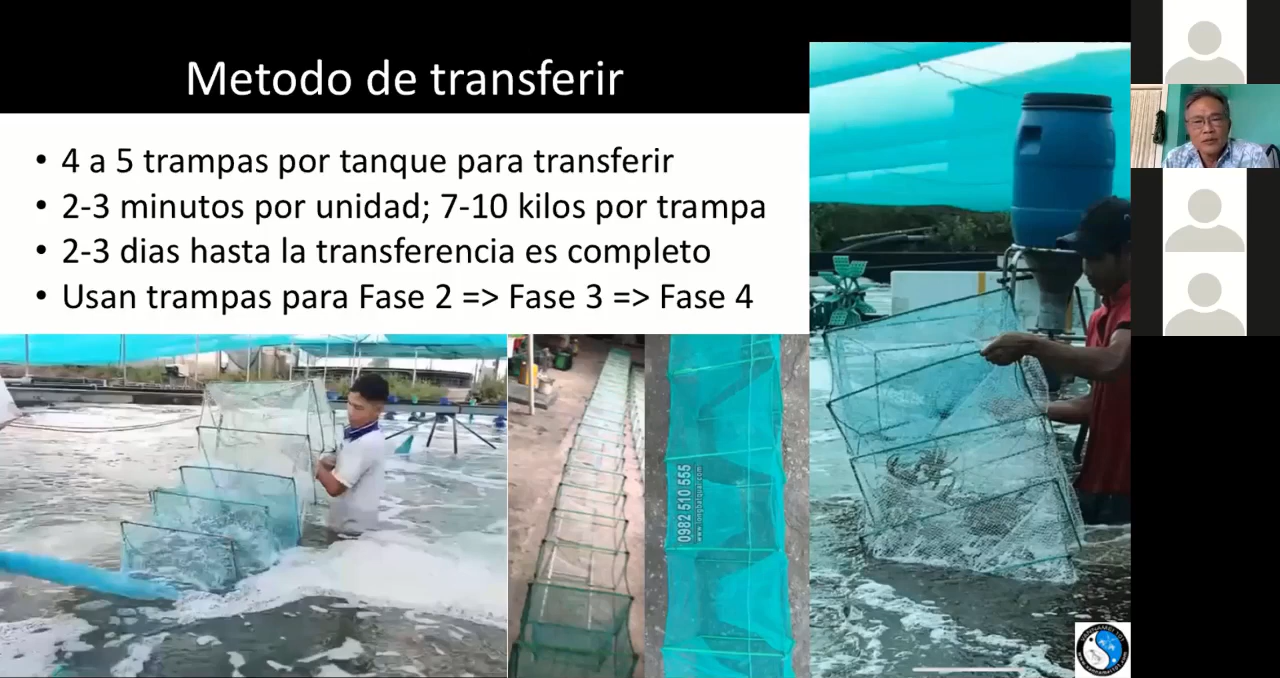 Metodo de transferir
• 4 a 5 trampas por tanque para transferir
• 2-3 minutos por unidad; 7-10 kilos por trampa
• 2-3 dias hasta la transferencia es completo
• Usan trampas para Fase 2 => Fase 3 => Fase 4
0982 510 555
VANNAMEI 101